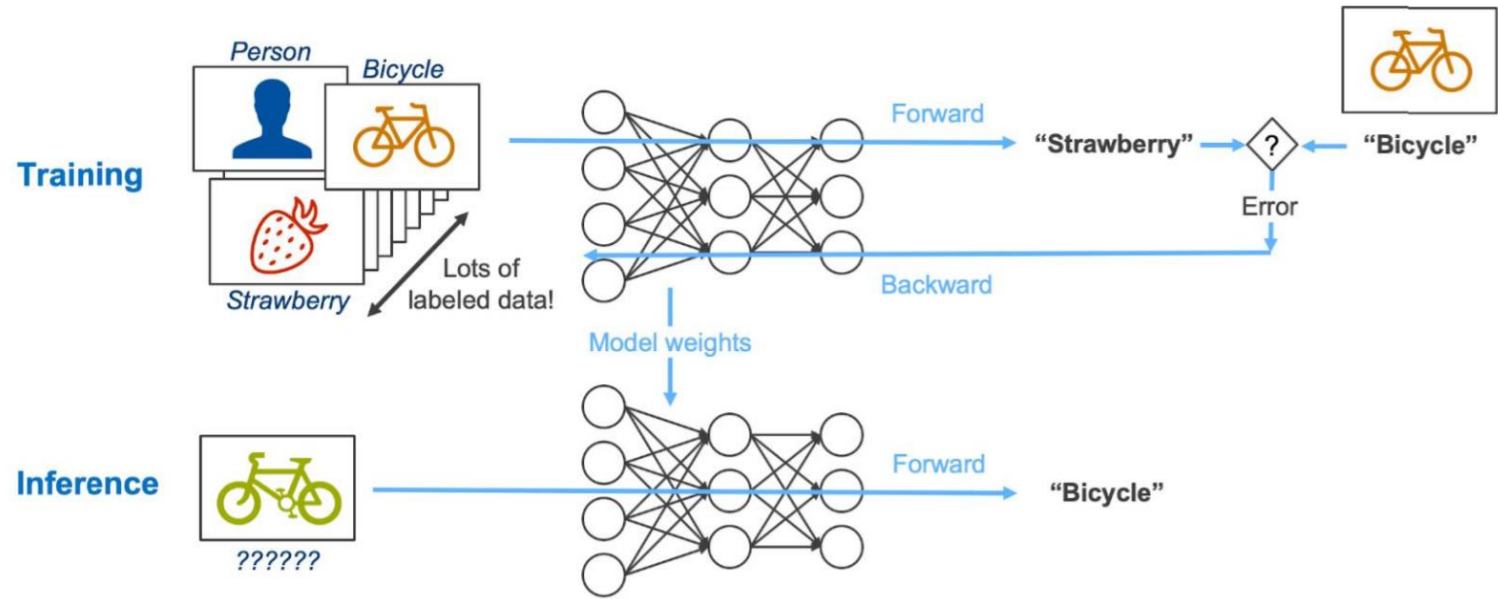 Person
Bicycle
Forward
Training
"Strawberry"
?
"Bicycle"
Error
Lots of
labeled data!
Strawberry
Backward
Model weights
Inference
Forward
"Bicycle"
??????